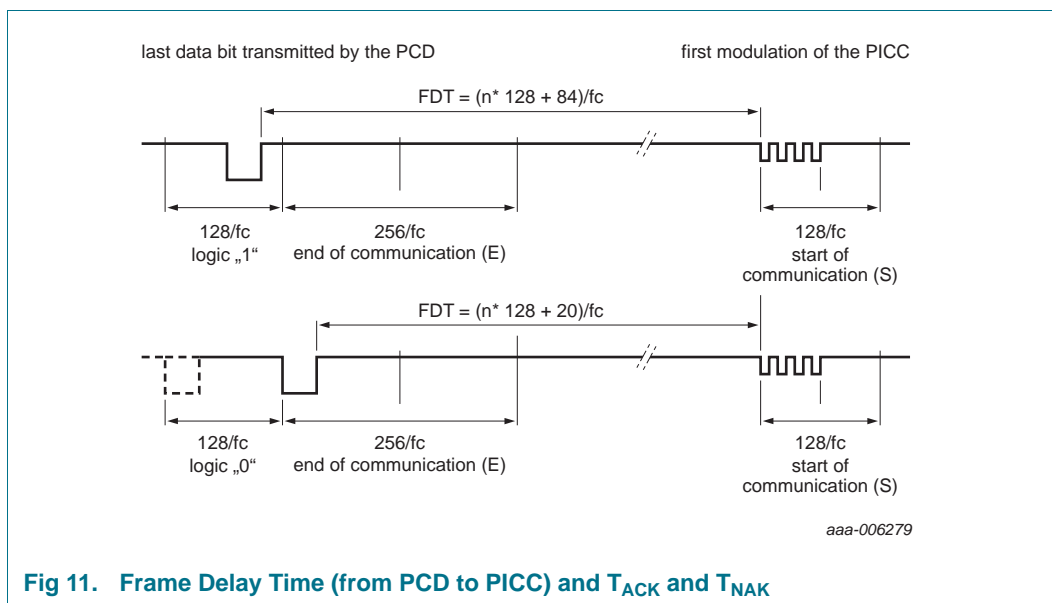 last data bit transmitted by the PCD
first modulation of the PICC
FDT = (n* 128 + 84)/fc
128/fc
logic „1“
256/fc
end of communication (E)
128/fc
start of
communication (S)
FDT = (n* 128 + 20)/fc
128/fc
logic „0“
256/fc
end of communication (E)
128/fc
start of
communication (S)
aaa-006279
Fig 11. Frame Delay Time (from PCD to PICC) and TACK and TNAK